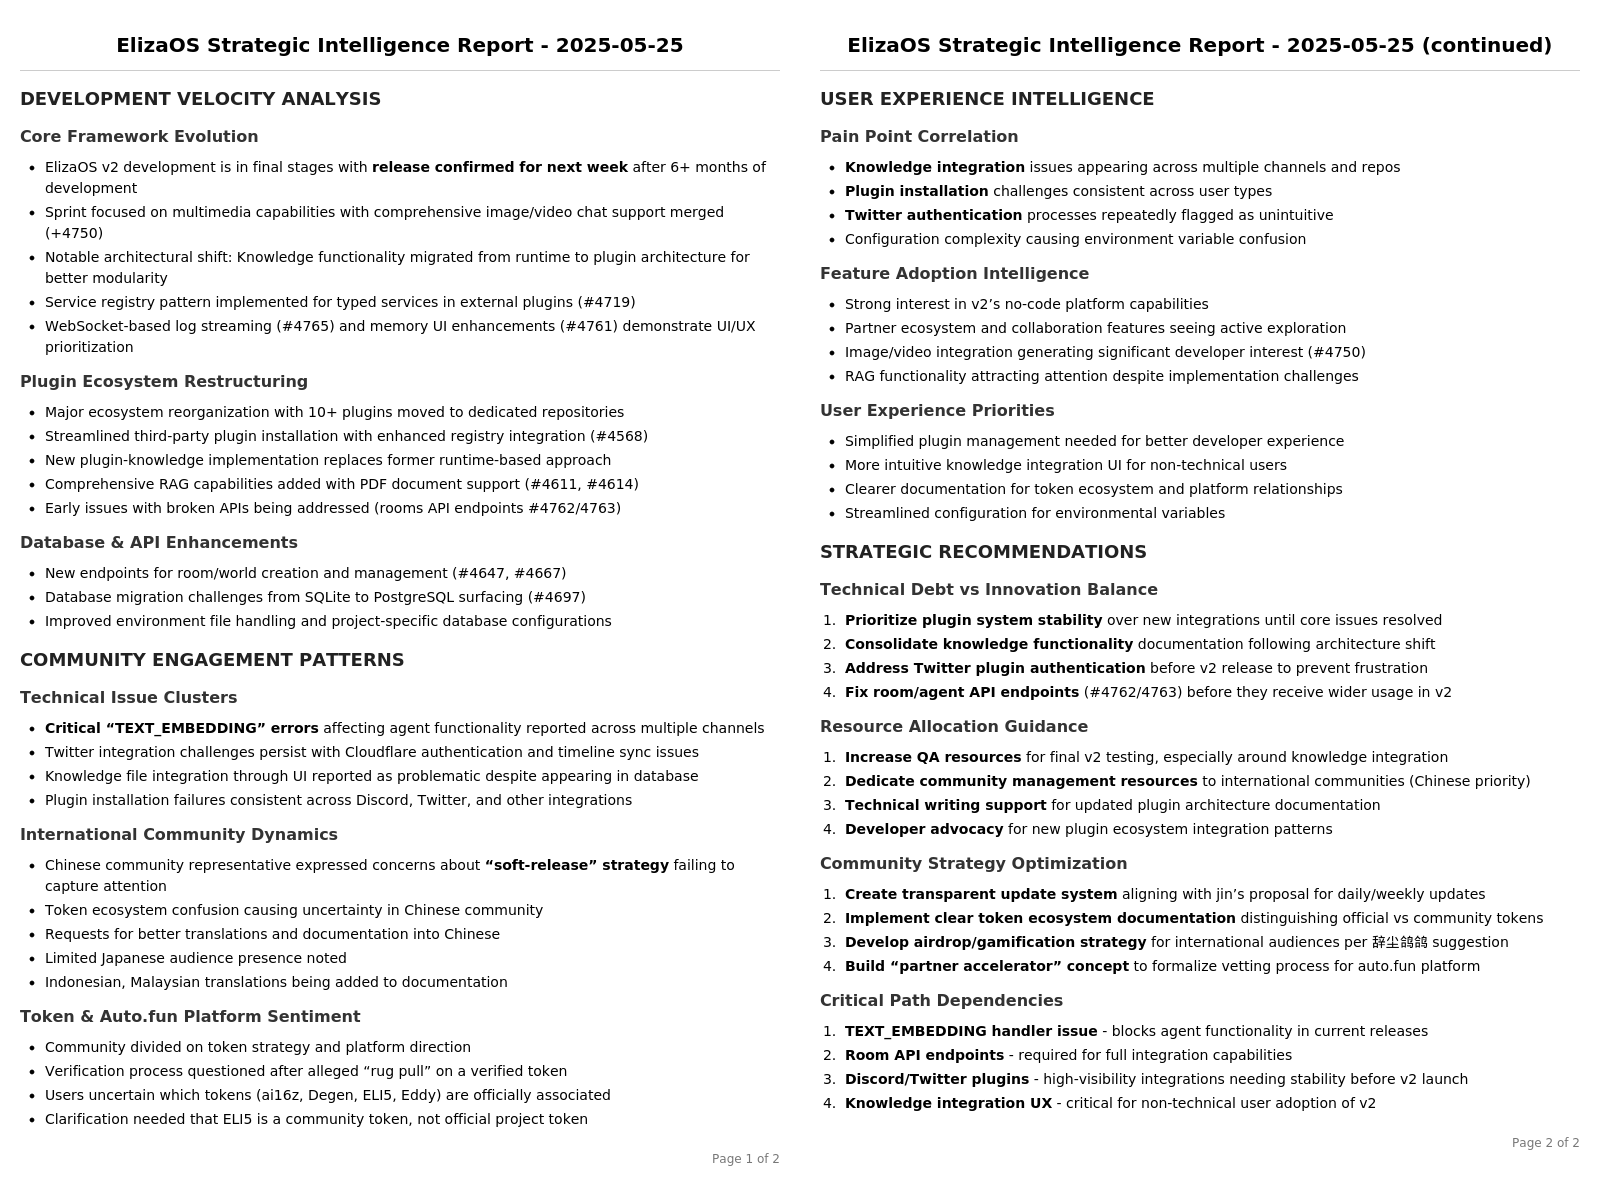 ElizaOS Strategic Intelligence Report - 2025-05-25
DEVELOPMENT VELOCITY ANALYSIS
Core Framework Evolution
• ElizaOS v2 development is in final stages with release confirmed for next week after 6+ months of
development
• Sprint focused on multimedia capabilities with comprehensive image/video chat support merged
(+4750)
• Notable architectural shift: Knowledge functionality migrated from runtime to plugin architecture for
better modularity
• Service registry pattern implemented for typed services in external plugins (#4719)
• WebSocket-based log streaming (#4765) and memory UI enhancements (#4761) demonstrate UI/UX
prioritization
Plugin Ecosystem Restructuring
• Major ecosystem reorganization with 10+ plugins moved to dedicated repositories
• Streamlined third-party plugin installation with enhanced registry integration (#4568)
• New plugin-knowledge implementation replaces former runtime-based approach
• Comprehensive RAG capabilities added with PDF document support (#4611, #4614)
• Early issues with broken APIs being addressed (rooms API endpoints #4762/4763)
Database & API Enhancements
• New endpoints for room/world creation and management (#4647, #4667)
• Database migration challenges from SQLite to PostgreSQL surfacing (#4697)
• Improved environment file handling and project-specific database configurations
COMMUNITY ENGAGEMENT PATTERNS
Technical Issue Clusters
• Critical “TEXT_EMBEDDING” errors affecting agent functionality reported across multiple channels
• Twitter integration challenges persist with Cloudflare authentication and timeline sync issues
• Knowledge file integration through UI reported as problematic despite appearing in database
• Plugin installation failures consistent across Discord, Twitter, and other integrations
International Community Dynamics
• Chinese community representative expressed concerns about “soft-release” strategy failing to
capture attention
• Token ecosystem confusion causing uncertainty in Chinese community
• Requests for better translations and documentation into Chinese
• Limited Japanese audience presence noted
• Indonesian, Malaysian translations being added to documentation
Token & Auto.fun Platform Sentiment
• Community divided on token strategy and platform direction
• Verification process questioned after alleged “rug pull” on a verified token
• Users uncertain which tokens (ai16z, Degen, ELI5, Eddy) are officially associated
• Clarification needed that ELI5 is a community token, not official project token
Page 1 of 2
ElizaOS Strategic Intelligence Report - 2025-05-25 (continued)
USER EXPERIENCE INTELLIGENCE
Pain Point Correlation
• Knowledge integration issues appearing across multiple channels and repos
• Plugin installation challenges consistent across user types
• Twitter authentication processes repeatedly flagged as unintuitive
• Configuration complexity causing environment variable confusion
Feature Adoption Intelligence
• Strong interest in v2’s no-code platform capabilities
• Partner ecosystem and collaboration features seeing active exploration
• Image/video integration generating significant developer interest (#4750)
• RAG functionality attracting attention despite implementation challenges
User Experience Priorities
• Simplified plugin management needed for better developer experience
• More intuitive knowledge integration UI for non-technical users
• Clearer documentation for token ecosystem and platform relationships
• Streamlined configuration for environmental variables
STRATEGIC RECOMMENDATIONS
Technical Debt vs Innovation Balance
1. Prioritize plugin system stability over new integrations until core issues resolved
2. Consolidate knowledge functionality documentation following architecture shift
3. Address Twitter plugin authentication before v2 release to prevent frustration
4. Fix room/agent API endpoints (#4762/4763) before they receive wider usage in v2
Resource Allocation Guidance
1. Increase QA resources for final v2 testing, especially around knowledge integration
2. Dedicate community management resources to international communities (Chinese priority)
3. Technical writing support for updated plugin architecture documentation
4. Developer advocacy for new plugin ecosystem integration patterns
Community Strategy Optimization
1. Create transparent update system aligning with jin’s proposal for daily/weekly updates
2. Implement clear token ecosystem documentation distinguishing official vs community tokens
3. Develop airdrop/gamification strategy for international audiences per 辞尘鸽鸽 suggestion
4. Build “partner accelerator” concept to formalize vetting process for auto.fun platform
Critical Path Dependencies
1. TEXT_EMBEDDING handler issue - blocks agent functionality in current releases
2. Room API endpoints - required for full integration capabilities
3. Discord/Twitter plugins - high-visibility integrations needing stability before v2 launch
4. Knowledge integration UX - critical for non-technical user adoption of v2
Page 2 of 2